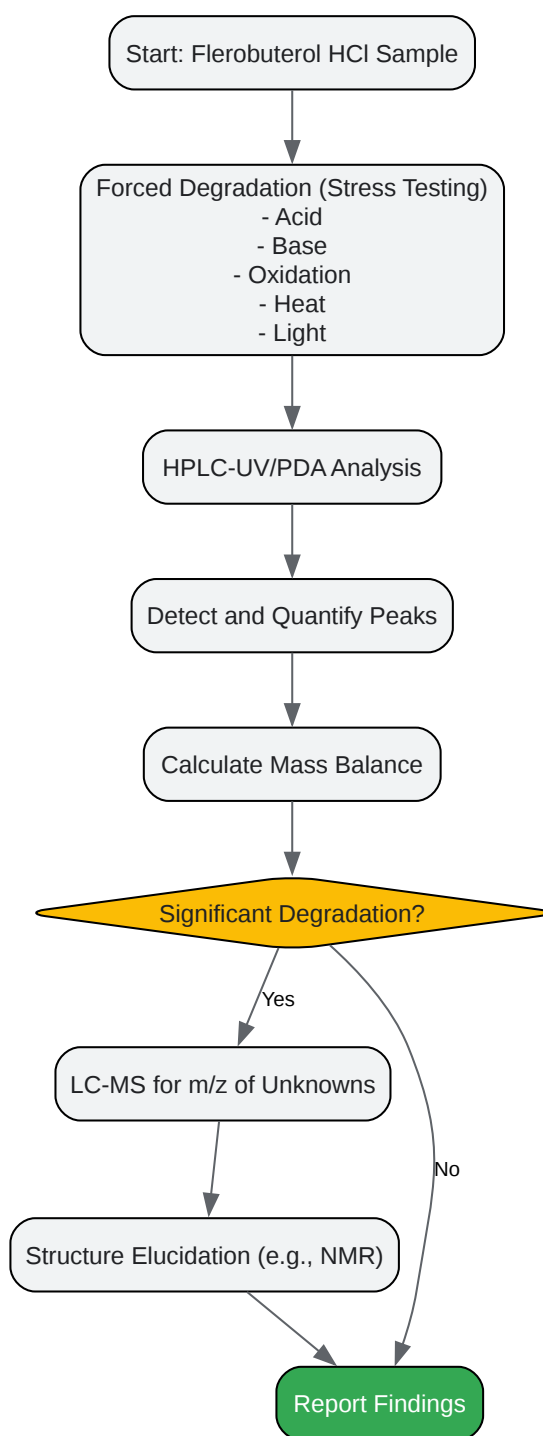 Start: Flerobuterol HCl Sample
Forced Degradation (Stress Testing)
- Acid
- Base
- Oxidation
- Heat
- Light
HPLC-UV/PDA Analysis
Detect and Quantify Peaks
Calculate Mass Balance
Significant Degradation?
Yes
LC-MS for m/z of Unknowns
No
Structure Elucidation (e.g., NMR)
Report Findings